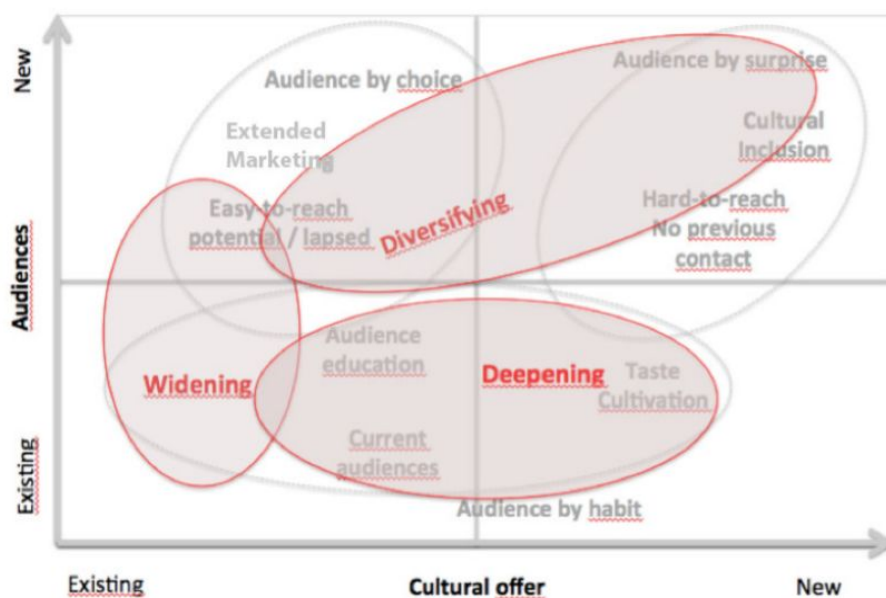 New
Audience by choice
Audience by surprise
Extended
Marketing
Cultural
Inclusion
Easy-to-reach
potential / lapsed
Diversifying
Hard-to-reach
No previous
contact
Audiences
Audience
education
Widening
Deepening
Taste
Cultivation
Current
audiences
Existing
Audience by habit
Existing
Cultural offer
New